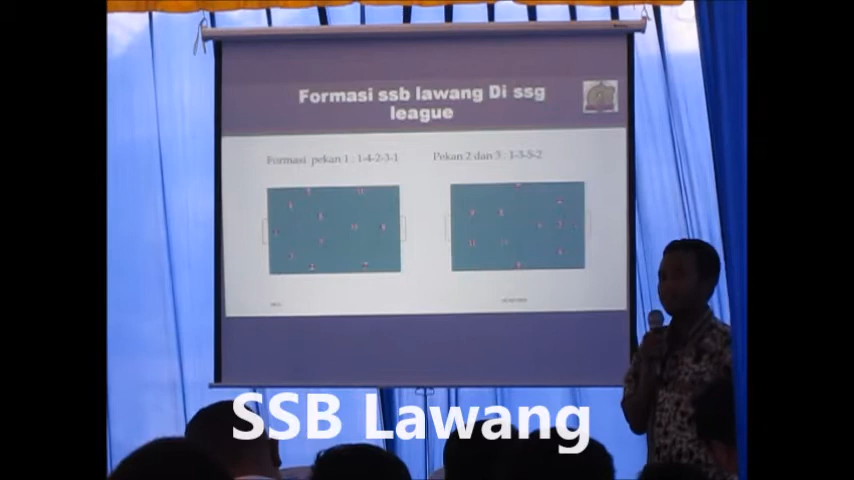 Formasi ssb lawang Di ssg
league
Formasi pekan 1 : 1-4-2-3-1
Pekan 2 dan 3 : 1-3-5-2
SSB Lawang